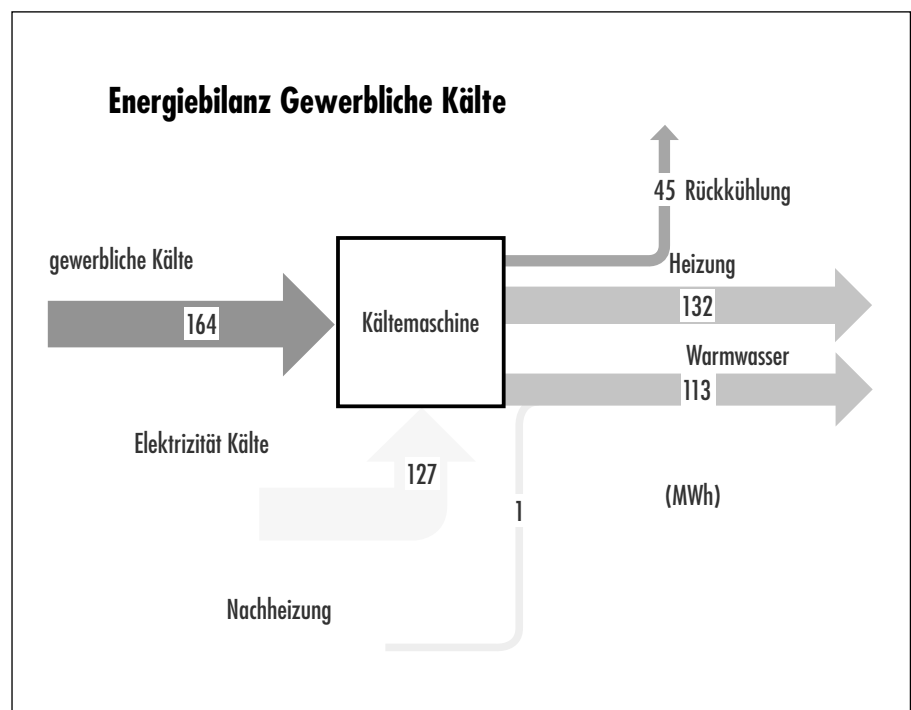 Energiebilanz Gewerbliche Kälte
45 Rückkühlung
gewerbliche Kälte
Heizung
164
Kältemaschine
132
Warmwasser
113
Elektrizität Kälte
127
1
(MWh)
Nachheizung